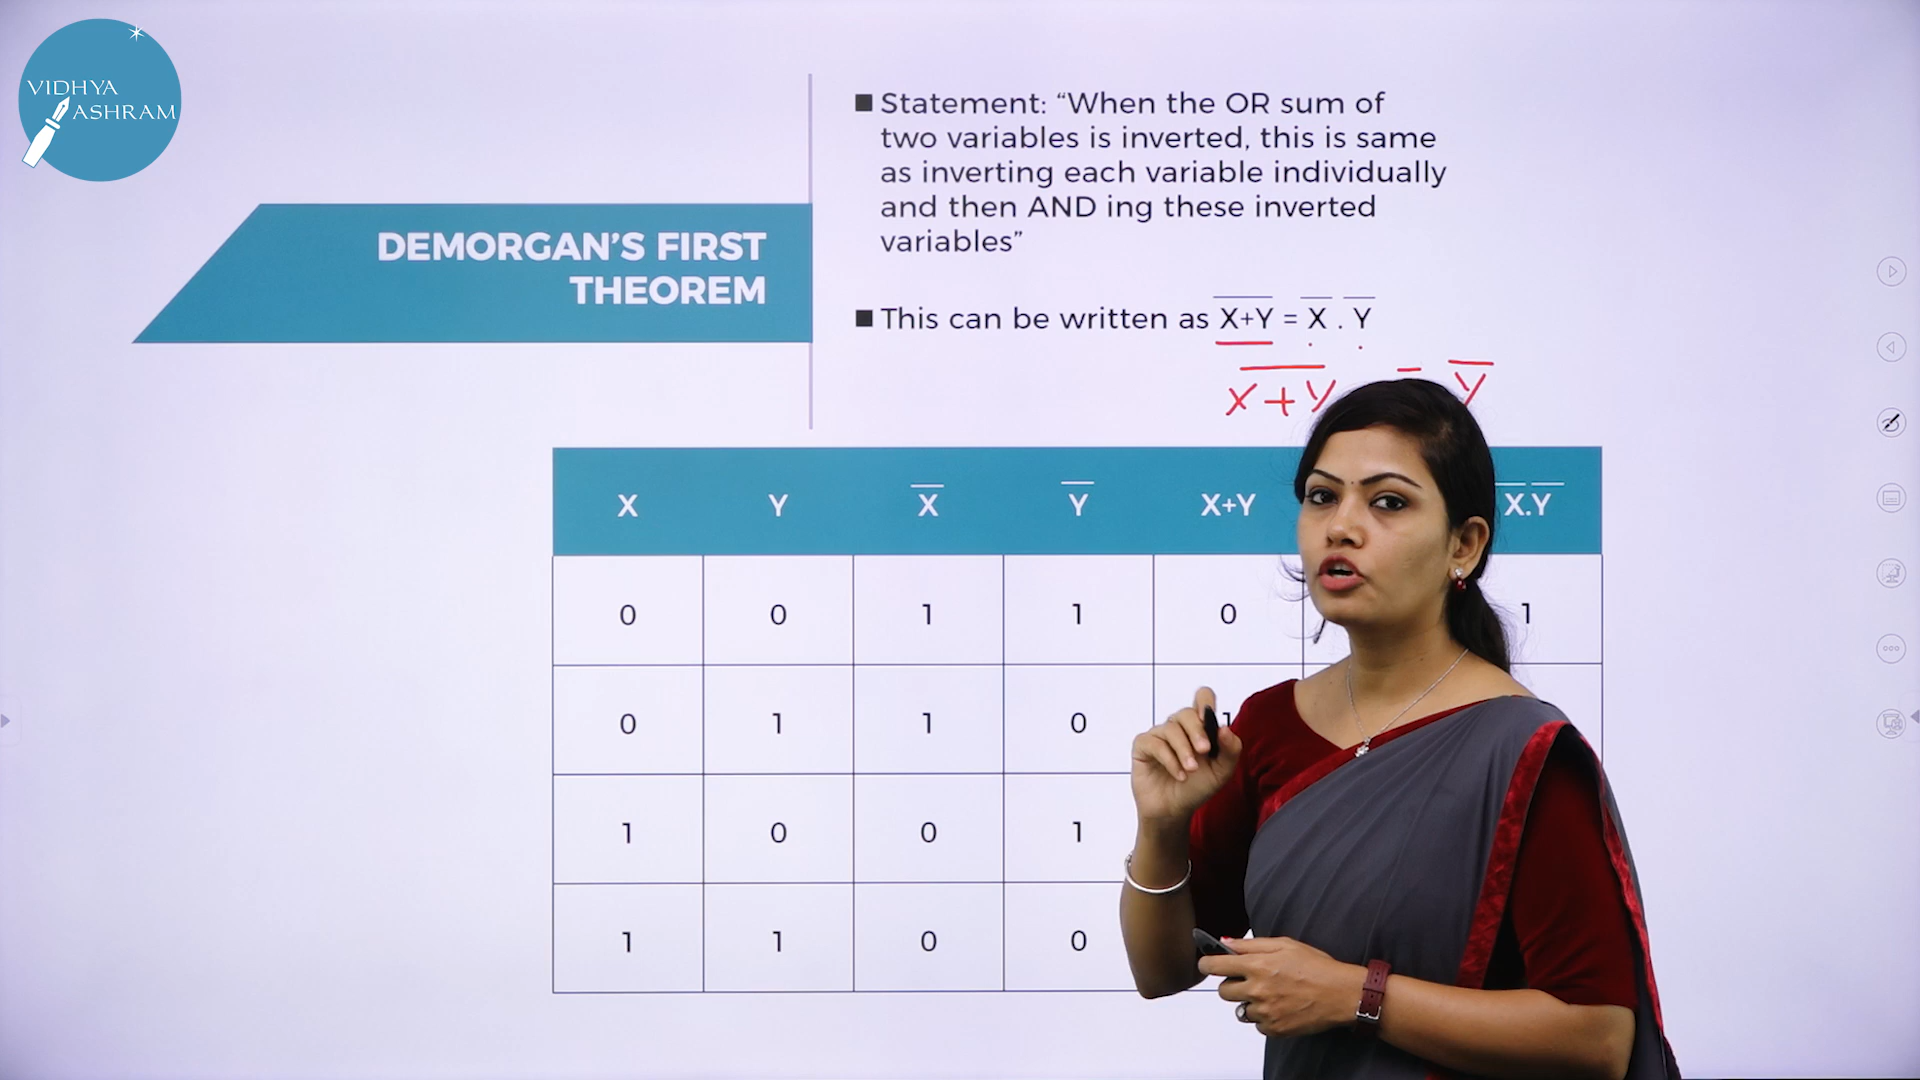 VIDHYA
ASHRAM
■ Statement: “When the OR sum of
two variables is inverted, this is same
as inverting each variable individually
and then AND ing these inverted
variables”
DEMORGAN’S FIRST
THEOREM
■ This can be written as X̅+̅Y̅ = X̅ . Y̅
X̅+̅Y̅ Y̅
X Y X̅ Y̅ X+Y X̅.Y̅
0 0 1 1 0 1
0 1 1 0 1
1 0 0 1
1 1 0 0